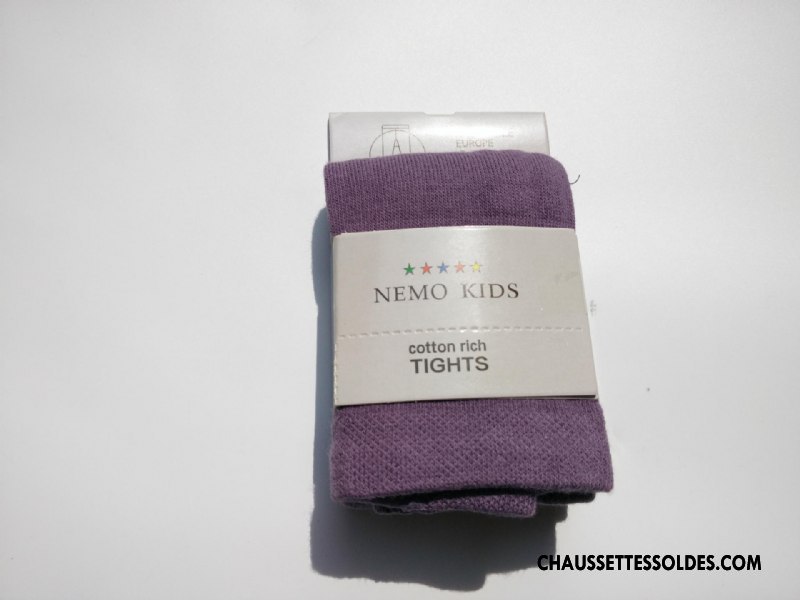 EUROPE
NEMO KIDS
cotton rich
TIGHTS
CHAUSSETTESSOLDES.COM